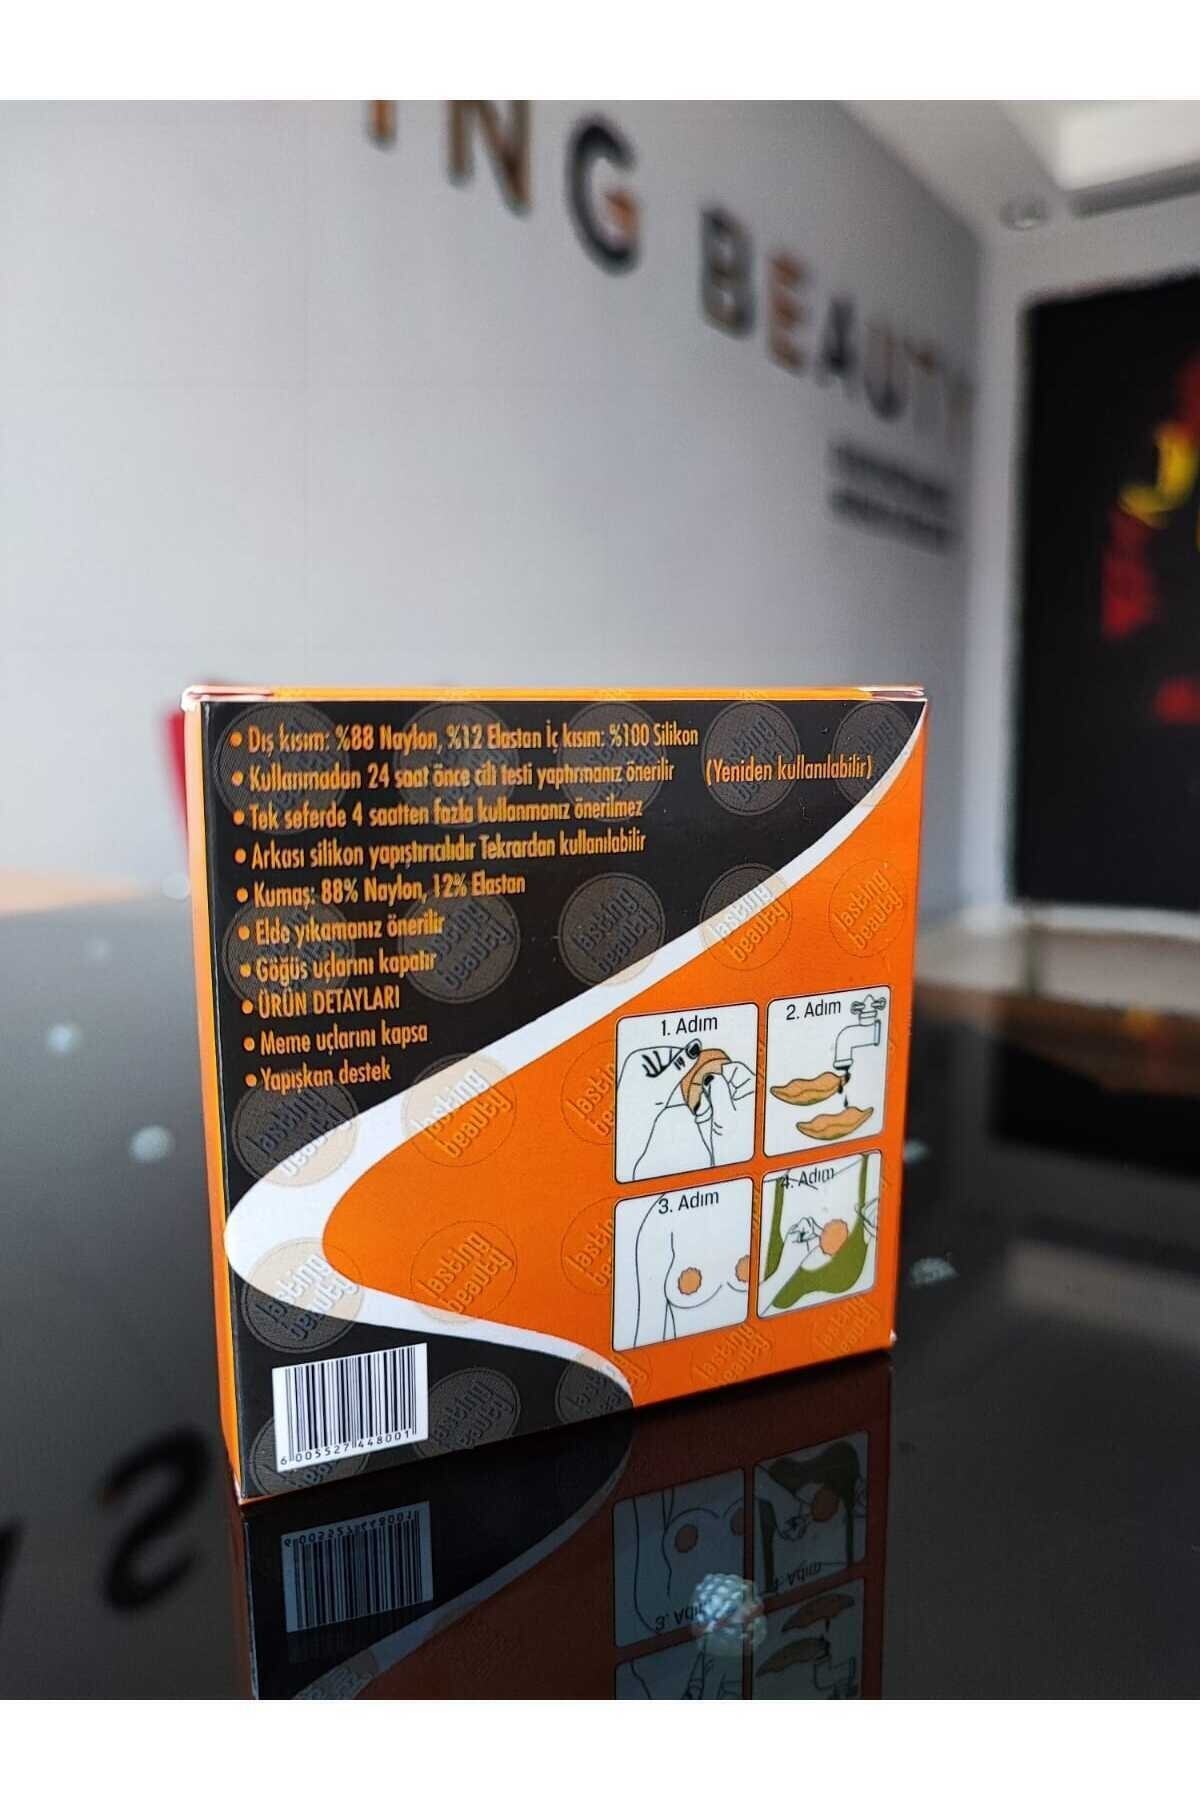 NG BEAUTY
• Dış kısım: %88 Naylon, %12 Elastan İç kısım: %100 Silikon
• Kullanmadan 24 saat önce cilt testi yaptırmanız önerilir (Yeniden kullanılabilir)
• Tek seferde 4 saatten fazla kullanmanız önerilmez
• Arkası silikon yapıştırıcılıdır Tekrardan kullanılabilir
• Kumaş: 88% Naylon, 12% Elastan
• Elde yıkamanız önerilir
• Göğüs uçlarını kapatır
• ÜRÜN DETAYLARI
• Meme uçlarını kapsa
• Yapışkan destek
1. Adım
2. Adım
3. Adım
4. Adım
lasting beauty
6 005527 448001